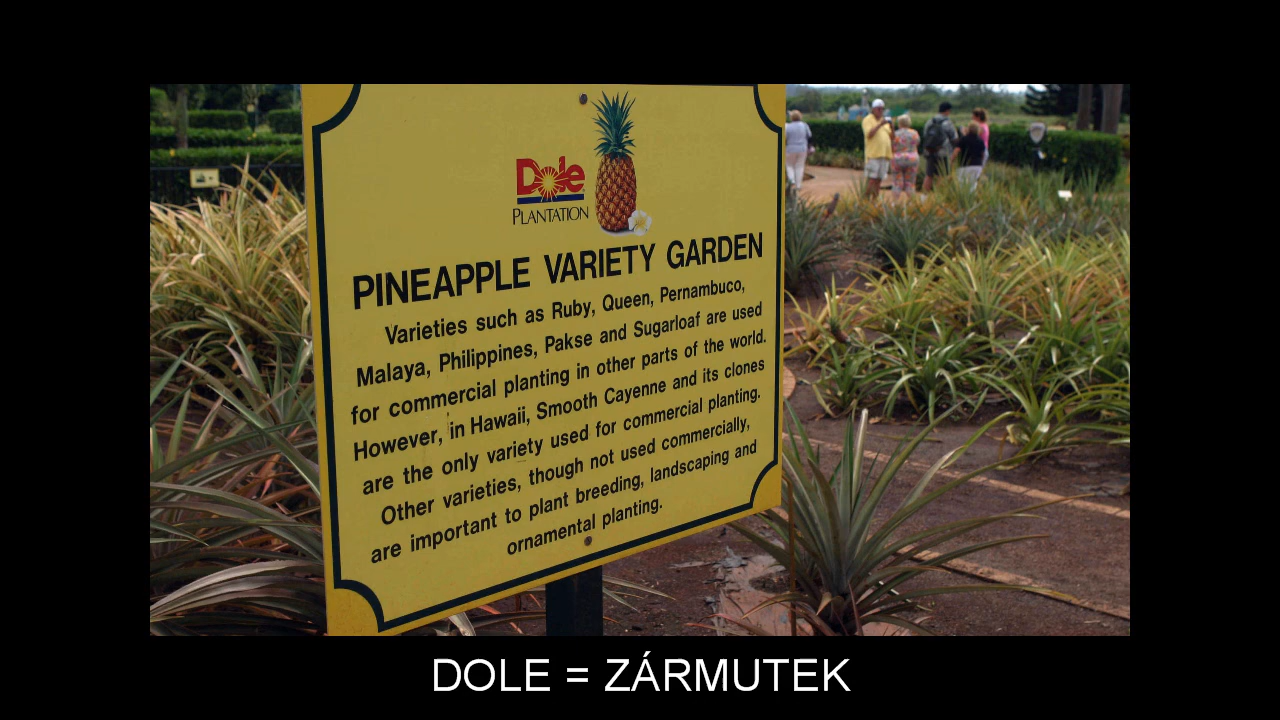 Dole
PLANTATION
PINEAPPLE VARIETY GARDEN
Varieties such as Ruby, Queen, Pernambuco,
Malaya, Philippines, Pakse and Sugarloaf are used
for commercial planting in other parts of the world.
However, in Hawaii, Smooth Cayenne and its clones
are the only variety used for commercial planting.
Other varieties, though not used commercially,
are important to plant breeding, landscaping and
ornamental planting.
DOLE = ZÁRMUTEK